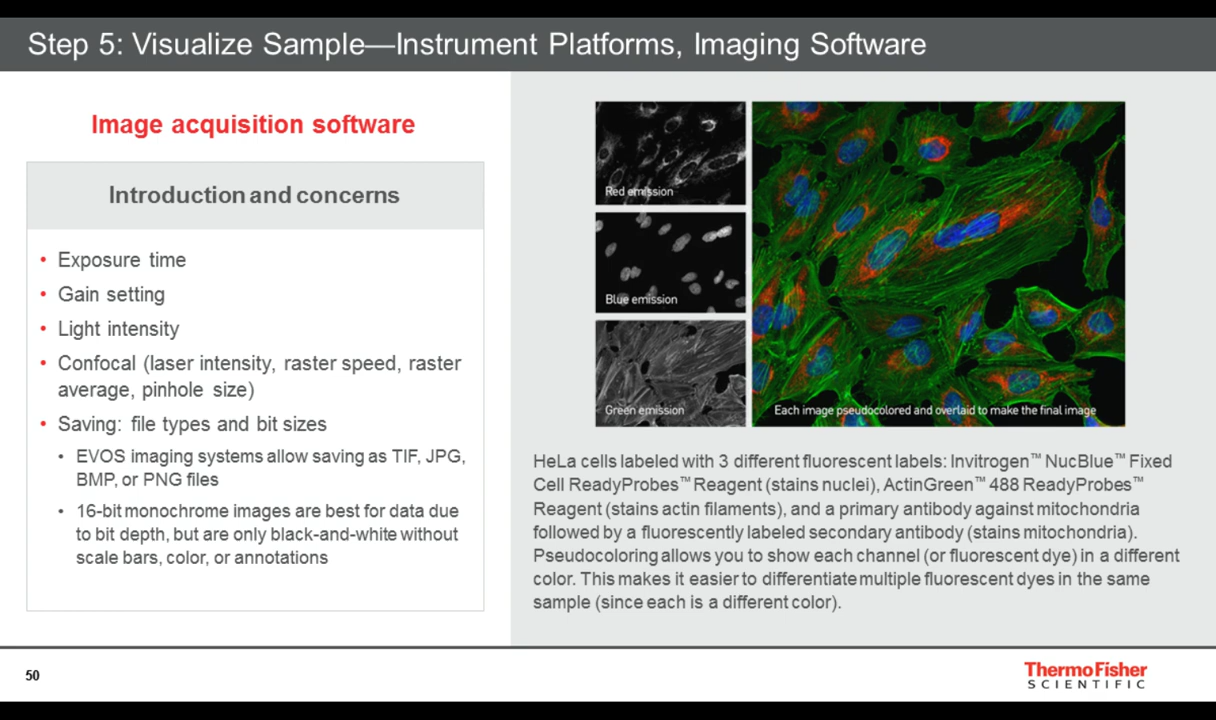 Step 5: Visualize Sample—Instrument Platforms, Imaging Software
Image acquisition software
Introduction and concerns
• Exposure time
• Gain setting
• Light intensity
• Confocal (laser intensity, raster speed, raster
average, pinhole size)
• Saving: file types and bit sizes
• EVOS imaging systems allow saving as TIF, JPG,
BMP, or PNG files
• 16-bit monochrome images are best for data due
to bit depth, but are only black-and-white without
scale bars, color, or annotations
Red emission
Blue emission
Green emission
Each image pseudocolored and overlaid to make the final image
HeLa cells labeled with 3 different fluorescent labels: Invitrogen™ NucBlue™ Fixed
Cell ReadyProbes™ Reagent (stains nuclei), ActinGreen™ 488 ReadyProbes™
Reagent (stains actin filaments), and a primary antibody against mitochondria
followed by a fluorescently labeled secondary antibody (stains mitochondria).
Pseudocoloring allows you to show each channel (or fluorescent dye) in a different
color. This makes it easier to differentiate multiple fluorescent dyes in the same
sample (since each is a different color).
50
ThermoFisher
SCIENTIFIC